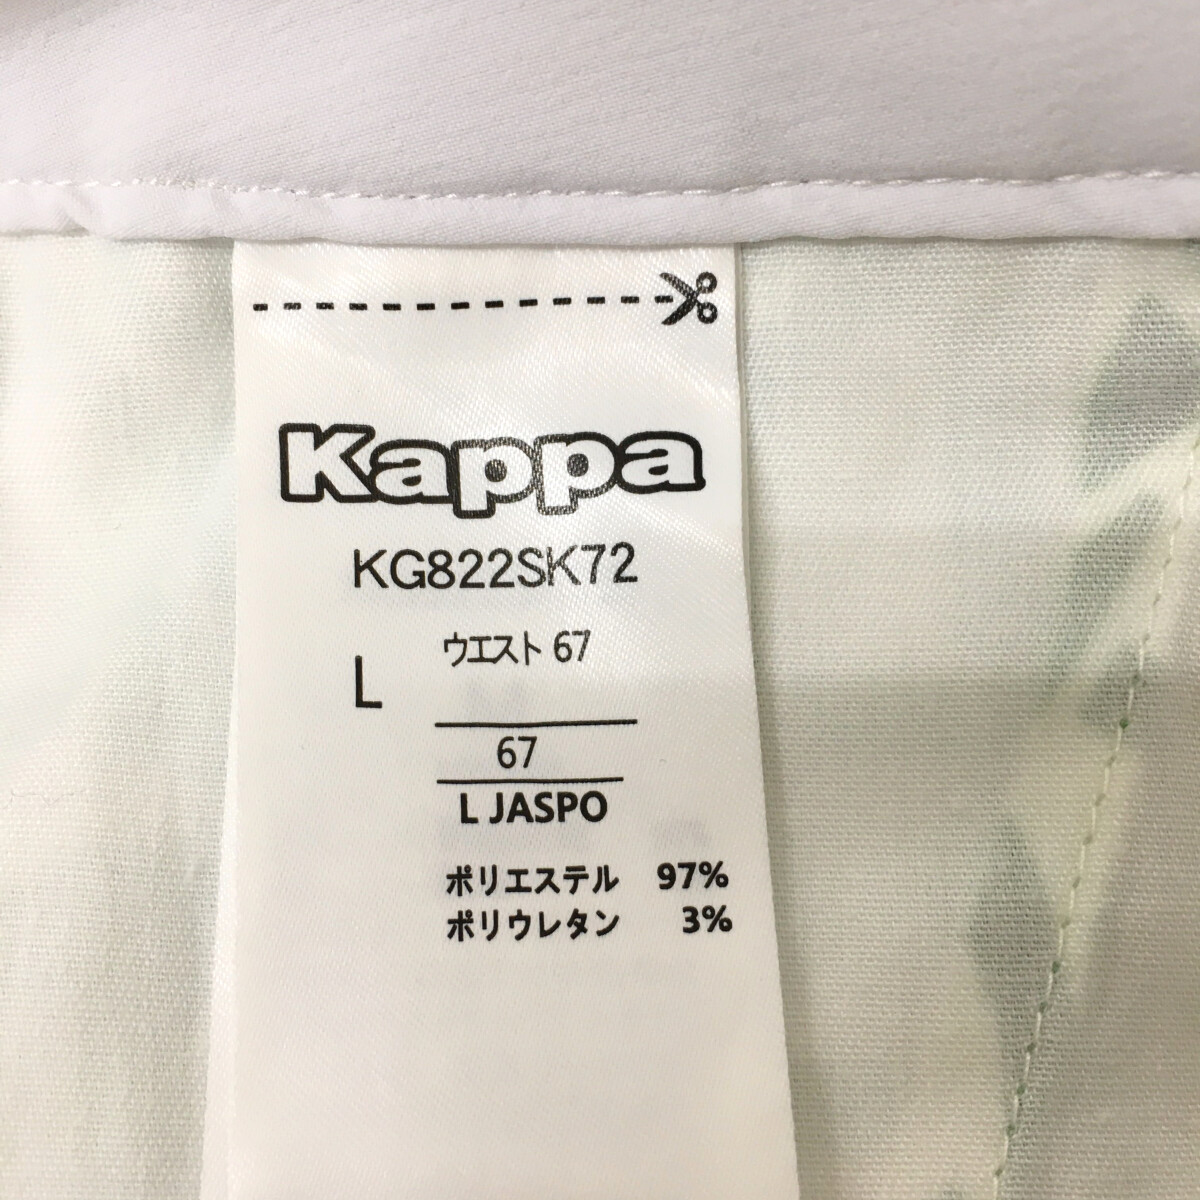 Kappa
KG822SK72
L ウエスト 67
67
L JASPO
ポリエステル 97%
ポリウレタン 3%